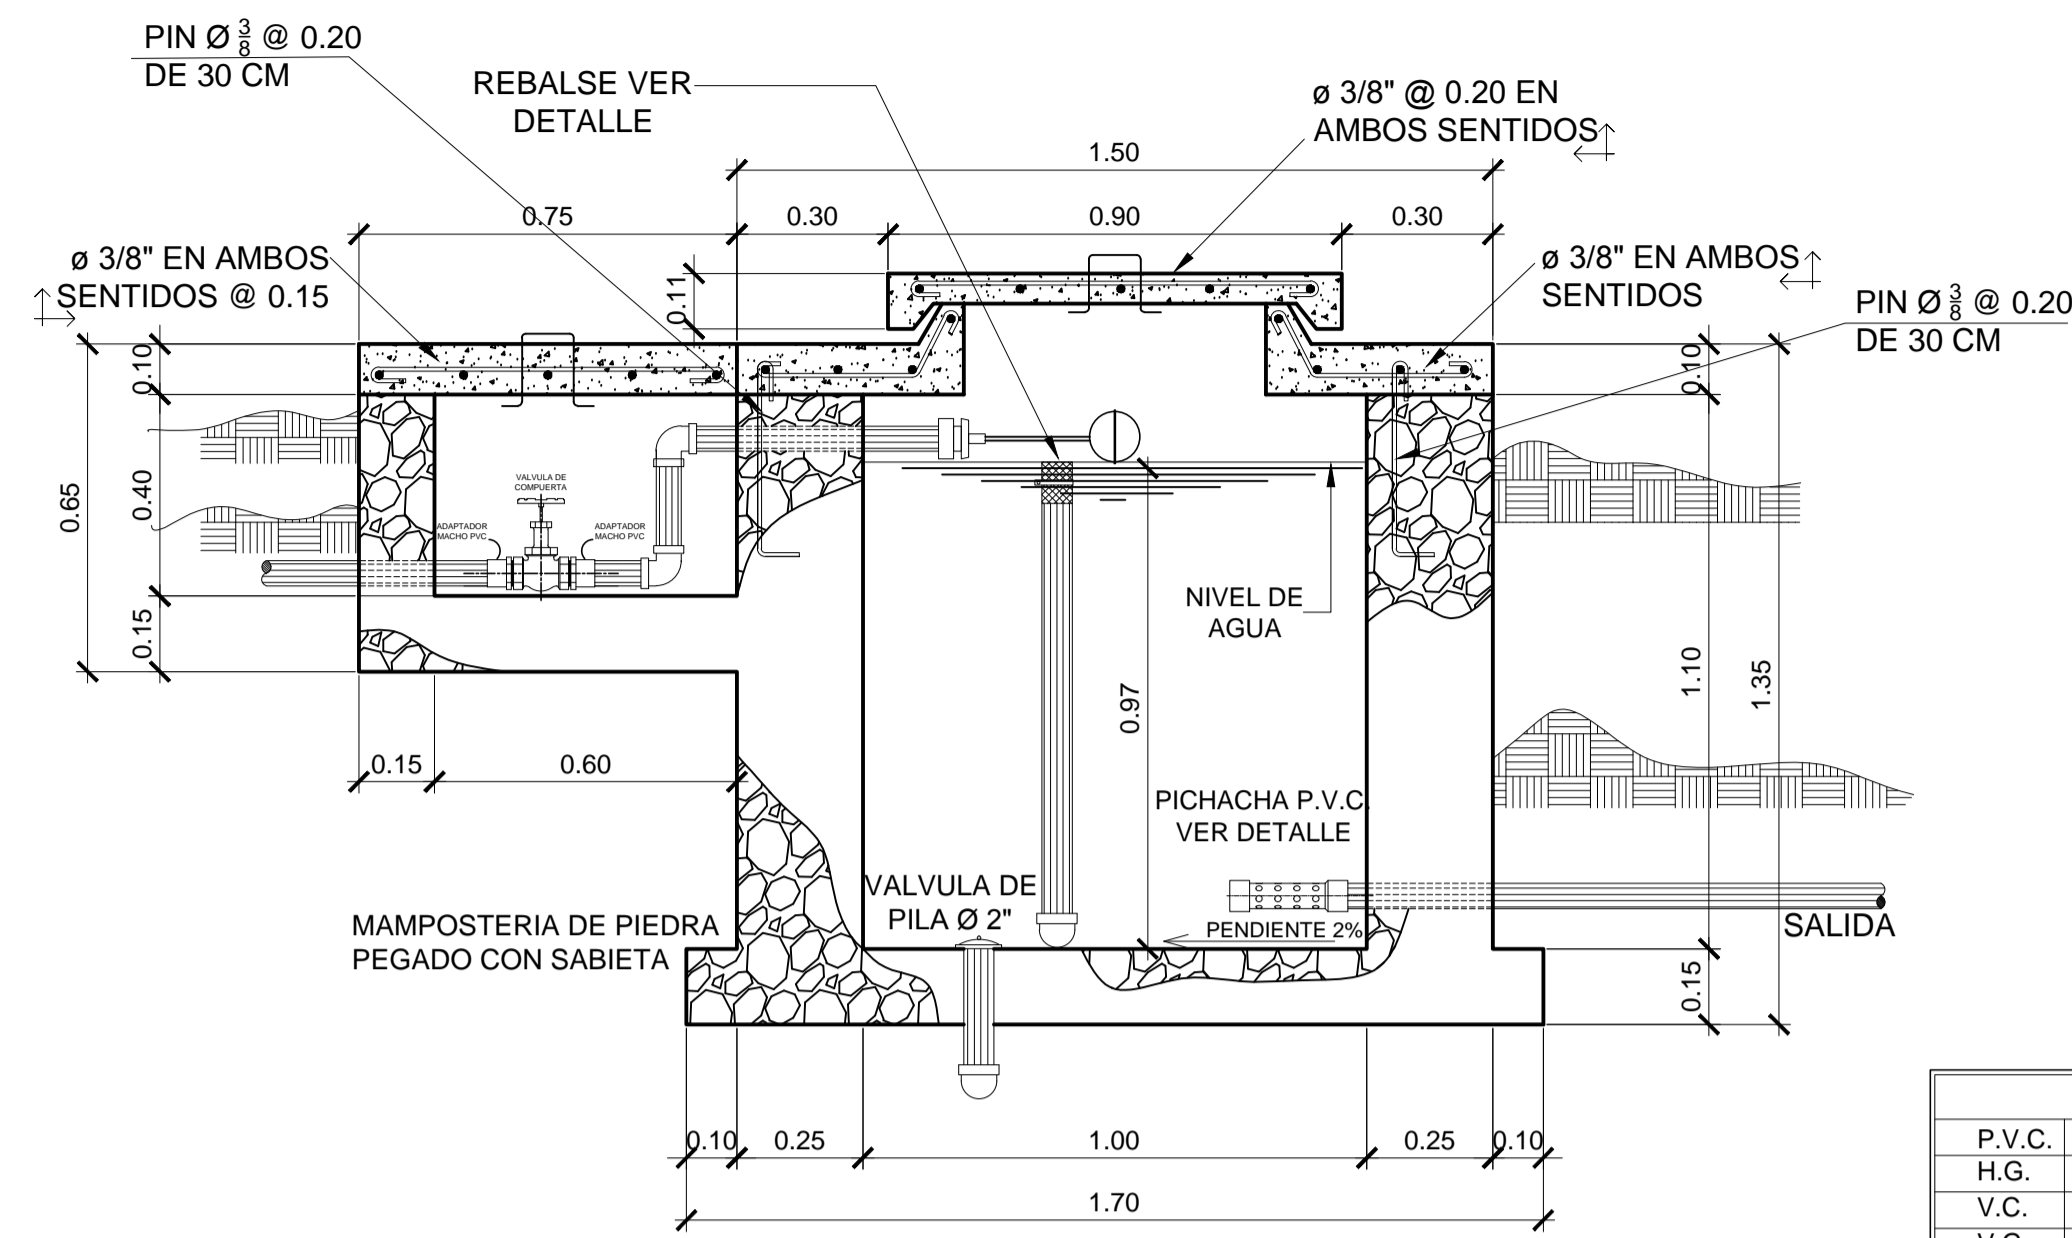 PIN Ø 3/8 @ 0.20
DE 30 CM
REBALSE VER
DETALLE
ø 3/8" @ 0.20 EN
AMBOS SENTIDOS
1.50
0.75
0.30
0.90
0.30
ø 3/8" EN AMBOS
SENTIDOS @ 0.15
0.11
ø 3/8" EN AMBOS
SENTIDOS
PIN Ø 3/8 @ 0.20
DE 30 CM
0.10
0.40
0.65
0.15
0.10
1.10
1.35
0.15
VALVULA DE
COMPUERTA
ADAPTADOR
MACHO PVC
ADAPTADOR
MACHO PVC
NIVEL DE
AGUA
0.97
0.15
0.60
PICHACHA P.V.C.
VER DETALLE
VALVULA DE
PILA Ø 2"
PENDIENTE 2%
SALIDA
MAMPOSTERIA DE PIEDRA
PEGADO CON SABIETA
0.10
0.25
1.00
0.25
0.10
1.70
P.V.C.
H.G.
V.C.